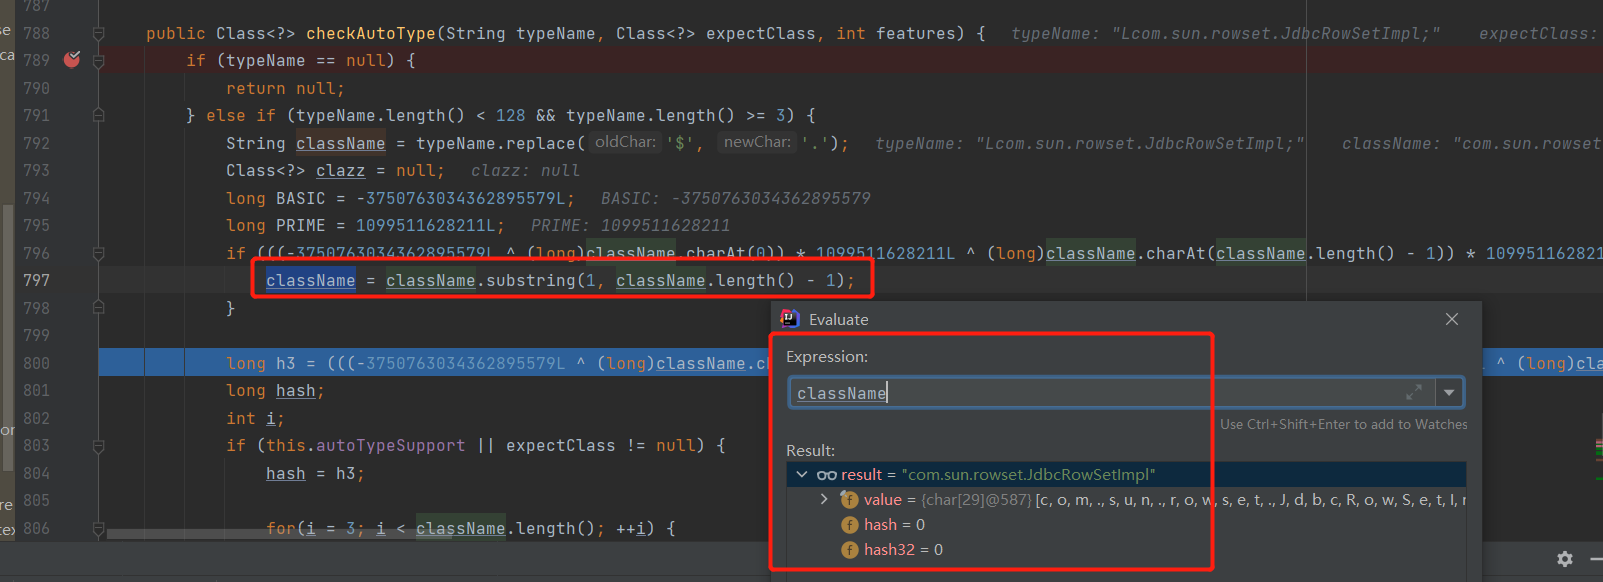 787
788 public Class<?> checkAutoType(String typeName, Class<?> expectClass, int features) { typeName: "Lcom.sun.rowset.JdbcRowSetImpl;" expectClass:
789 if (typeName == null) {
790 return null;
791 } else if (typeName.length() < 128 && typeName.length() >= 3) {
792 String className = typeName.replace( oldChar: '$', newChar: '.'); typeName: "Lcom.sun.rowset.JdbcRowSetImpl;" className: "com.sun.rowset
793 Class<?> clazz = null; clazz: null
794 long BASIC = -3750763034362895579L; BASIC: -3750763034362895579
795 long PRIME = 1099511628211L; PRIME: 1099511628211
796 if (((-3750763034362895579L ^ (long)className.charAt(0)) * 1099511628211L ^ (long)className.charAt(className.length() - 1)) * 1099511628
797 className = className.substring(1, className.length() - 1);
798 }
799
800 long h3 = (((-3750763034362895579L ^ (long)className.c ^ (long)cla
801 long hash;
802 int i;
803 if (this.autoTypeSupport || expectClass != null) {
804 hash = h3;
805
806 for(i = 3; i < className.length(); ++i) {
Evaluate
Expression:
className
Use Ctrl+Shift+Enter to add to Watches
Result:
result = "com.sun.rowset.JdbcRowSetImpl"
f value = {char[29]@587} [c, o, m, ., s, u, n, ., r, o, w, s, e, t, ., J, d, b, c, R, o, w, S, e, t, I,
f hash = 0
f hash32 = 0